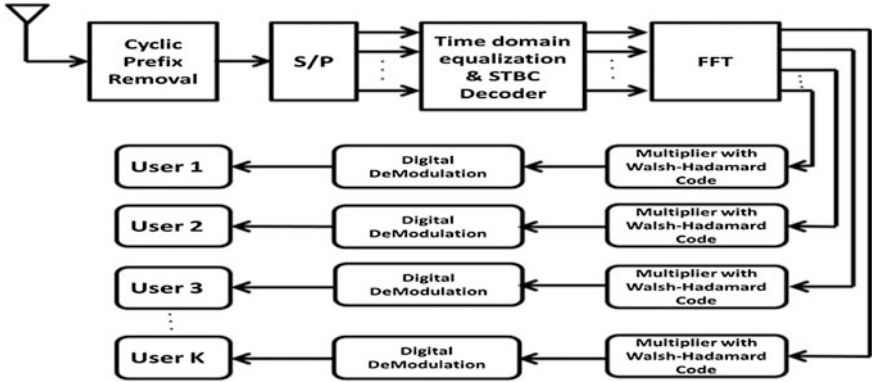 Cyclic
Prefix
Removal
S/P
Time domain
equalization
& STBC
Decoder
FFT
User 1
Digital
DeModulation
Multiplier with
Walsh-Hadamard
Code
User 2
Digital
DeModulation
Multiplier with
Walsh-Hadamard
Code
User 3
Digital
DeModulation
Multiplier with
Walsh-Hadamard
Code
User K
Digital
DeModulation
Multiplier with
Walsh-Hadamard
Code